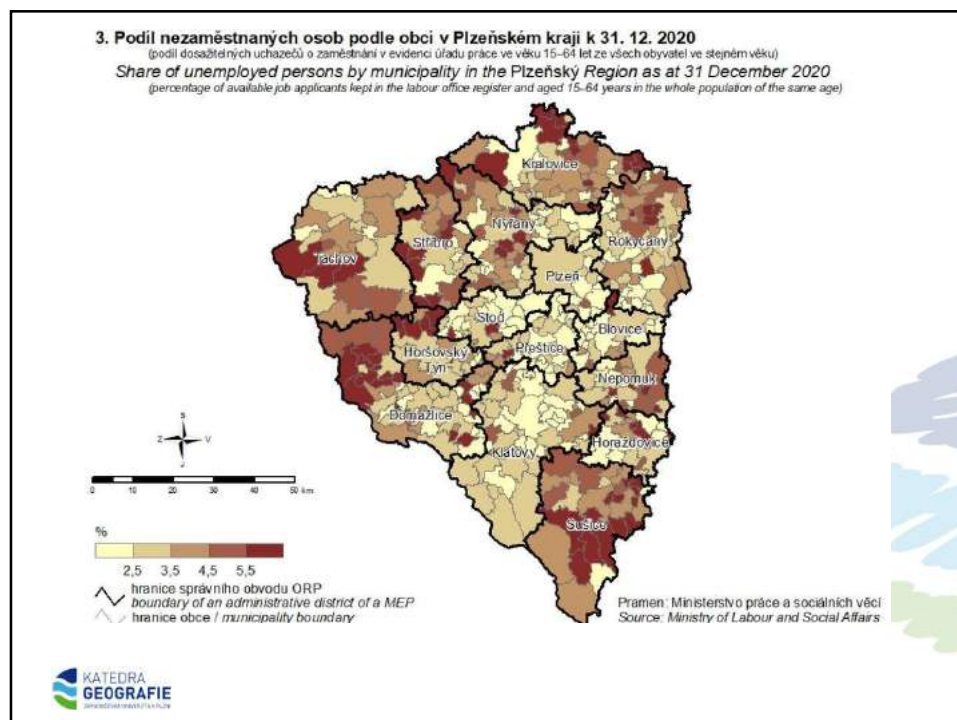 3. Podíl nezaměstnaných osob podle obcí v Plzeňském kraji k 31. 12. 2020
(podíl dosažitelných uchazečů o zaměstnání v evidenci úřadu práce ve věku 15–64 let ze všech obyvatel ve stejném věku)
Share of unemployed persons by municipality in the Plzeňský Region as at 31 December 2020
(percentage of available job applicants kept in the labour office register and aged 15–64 years in the whole population of the same age)
Kralovice
Nýřany
Rokycany
Stříbro
Tachov
Plzeň
Stod
Blovice
Přeštice
Horšovský
Týn
Nepomuk
Domažlice
Horažďovice
Klatovy
Sušice
S
Z V
J
0 10 20 30 40 50 km
%
2,5 3,5 4,5 5,5
hranice správního obvodu ORP
boundary of an administrative district of a MEP
hranice obce / municipality boundary
Pramen: Ministerstvo práce a sociálních věcí
Source: Ministry of Labour and Social Affairs
KATEDRA
GEOGRAFIE